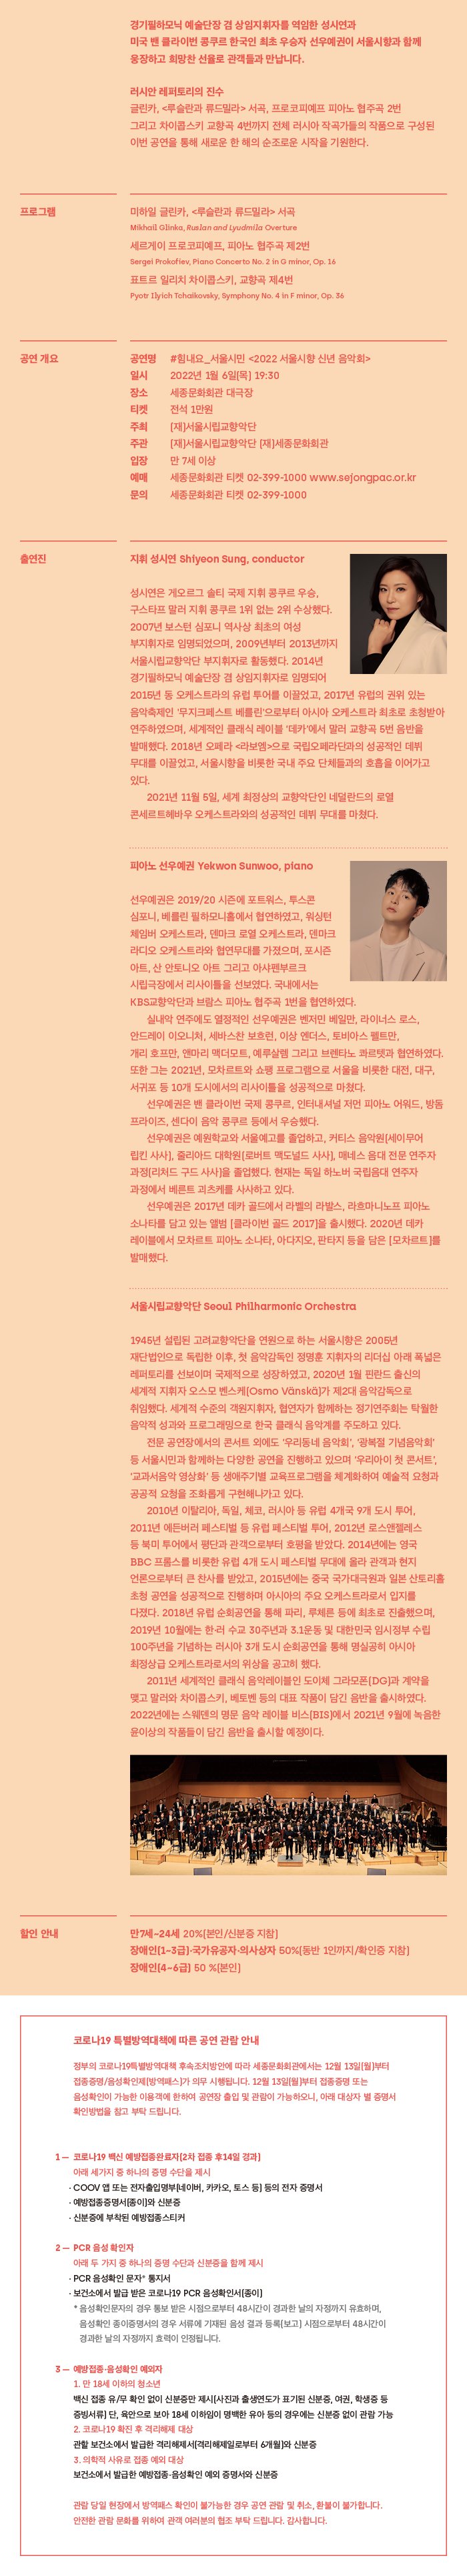 경기필하모닉 예술단장 겸 상임지휘자를 역임한 성시연과
미국 밴 클라이번 콩쿠르 한국인 최초 우승자 선우예권이 서울시향과 함께
웅장하고 희망찬 선율로 관객들과 만납니다.
러시안 레퍼토리의 진수
글린카, <루슬란과 류드밀라> 서곡, 프로코피예프 피아노 협주곡 2번
그리고 차이콥스키 교향곡 4번까지 전체 러시아 작곡가들의 작품으로 구성된
이번 공연을 통해 새로운 한 해의 순조로운 시작을 기원한다.
프로그램
미하일 글린카, <루슬란과 류드밀라> 서곡
Mikhail Glinka, Ruslan and Lyudmila Overture
세르게이 프로코피예프, 피아노 협주곡 제2번
Sergei Prokofiev, Piano Concerto No. 2 in G minor, Op. 16
표트르 일리치 차이콥스키, 교향곡 제4번
Pyotr Ilyich Tchaikovsky, Symphony No. 4 in F minor, Op. 36
공연 개요
공연명 #힘내요_서울시민 <2022 서울시향 신년 음악회>
일시 2022년 1월 6일(목) 19:30
장소 세종문화회관 대극장
티켓 전석 1만원
주최 (재)서울시립교향악단
주관 (재)서울시립교향악단 (재)세종문화회관
입장 만 7세 이상
예매 세종문화회관 티켓 02-399-1000 www.sejongpac.or.kr
문의 세종문화회관 티켓 02-399-1000
출연진
지휘 성시연 Shiyeon Sung, conductor
성시연은 게오르그 솔티 국제 지휘 콩쿠르 우승,
구스타프 말러 지휘 콩쿠르 1위 없는 2위 수상했다.
2007년 보스턴 심포니 역사상 최초의 여성
부지휘자로 임명되었으며, 2009년부터 2013년까지
서울시립교향악단 부지휘자로 활동했다. 2014년
경기필하모닉 예술단장 겸 상임지휘자로 임명되어
2015년 동 오케스트라의 유럽 투어를 이끌었고, 2017년 유럽의 권위 있는
음악축제인 '무지크페스트 베를린'으로부터 아시아 오케스트라 최초로 초청받아
연주하였으며, 세계적인 클래식 레이블 '데카'에서 말러 교향곡 5번 음반을
발매했다. 2018년 오페라 <라보엠>으로 국립오페라단과의 성공적인 데뷔
무대를 이끌었고, 서울시향을 비롯한 국내 주요 단체들과의 호흡을 이어가고
있다.
2021년 11월 5일, 세계 최정상의 교향악단인 네덜란드의 로열
콘세르트헤바우 오케스트라와의 성공적인 데뷔 무대를 마쳤다.
피아노 선우예권 Yekwon Sunwoo, piano
선우예권은 2019/20 시즌에 포트워스, 투스콘
심포니, 베를린 필하모니홀에서 협연하였고, 워싱턴
체임버 오케스트라, 덴마크 로열 오케스트라, 덴마크
라디오 오케스트라와 협연무대를 가졌으며, 포시즌
아트, 산 안토니오 아트 그리고 아샤펜부르크
시립극장에서 리사이틀을 선보였다. 국내에서는
KBS교향악단과 브람스 피아노 협주곡 1번을 협연하였다.
실내악 연주에도 열정적인 선우예권은 벤저민 베일만, 라이너스 로스,
안드레이 이오니처, 세바스찬 보흐런, 이상 엔더스, 토비아스 펠트만,
개리 호프만, 앤마리 맥더모트, 예루살렘 그리고 브렌타노 콰르텟과 협연하였다.
또한 그는 2021년, 모차르트와 쇼팽 프로그램으로 서울을 비롯한 대전, 대구,
서귀포 등 10개 도시에서의 리사이틀을 성공적으로 마쳤다.
선우예권은 밴 클라이번 국제 콩쿠르, 인터내셔널 저먼 피아노 어워드, 방돔
프라이즈, 센다이 음악 콩쿠르 등에서 우승했다.
선우예권은 예원학교와 서울예고를 졸업하고, 커티스 음악원(세이무어
립킨 사사), 줄리아드 대학원(로버트 맥도널드 사사), 매네스 음대 전문 연주자
과정(리처드 구드 사사)을 졸업했다. 현재는 독일 하노버 국립음대 연주자
과정에서 베른트 괴츠케를 사사하고 있다.
선우예권은 2017년 데카 골드에서 라벨의 라발스, 라흐마니노프 피아노
소나타를 담고 있는 앨범 [클라이번 골드 2017]을 출시했다. 2020년 데카
레이블에서 모차르트 피아노 소나타, 아다지오, 판타지 등을 담은 [모차르트]를
발매했다.
서울시립교향악단 Seoul Philharmonic Orchestra
1945년 설립된 고려교향악단을 연원으로 하는 서울시향은 2005년
재단법인으로 독립한 이후, 첫 음악감독인 정명훈 지휘자의 리더십 아래 폭넓은
레퍼토리를 선보이며 국제적으로 성장하였고, 2020년 1월 핀란드 출신의
세계적 지휘자 오스모 벤스케(Osmo Vänskä)가 제2대 음악감독으로
취임했다. 세계적 수준의 객원지휘자, 협연자가 함께하는 정기연주회는 탁월한
음악적 성과와 프로그래밍으로 한국 클래식 음악계를 주도하고 있다.
전문 공연장에서의 콘서트 외에도 '우리동네 음악회', '광복절 기념음악회'
등 서울시민과 함께하는 다양한 공연을 진행하고 있으며 '우리아이 첫 콘서트',
'교과서음악 영상화' 등 생애주기별 교육프로그램을 체계화하여 예술적 요청과
공공적 요청을 조화롭게 구현해나가고 있다.
2010년 이탈리아, 독일, 체코, 러시아 등 유럽 4개국 9개 도시 투어,
2011년 에든버러 페스티벌 등 유럽 페스티벌 투어, 2012년 로스앤젤레스
등 북미 투어에서 평단과 관객으로부터 호평을 받았다. 2014년에는 영국
BBC 프롬스를 비롯한 유럽 4개 도시 페스티벌 무대에 올라 관객과 현지
언론으로부터 큰 찬사를 받았고, 2015년에는 중국 국가대극원과 일본 산토리홀
초청 공연을 성공적으로 진행하며 아시아의 주요 오케스트라로서 입지를
다졌다. 2018년 유럽 순회공연을 통해 파리, 루체른 등에 최초로 진출했으며,
2019년 10월에는 한·러 수교 30주년과 3.1운동 및 대한민국 임시정부 수립
100주년을 기념하는 러시아 3개 도시 순회공연을 통해 명실공히 아시아
최정상급 오케스트라로서의 위상을 공고히 했다.
2011년 세계적인 클래식 음악레이블인 도이체 그라모폰(DG)과 계약을
맺고 말러와 차이콥스키, 베토벤 등의 대표 작품이 담긴 음반을 출시하였다.
2022년에는 스웨덴의 명문 음악 레이블 비스(BIS)에서 2021년 9월에 녹음한
윤이상의 작품들이 담긴 음반을 출시할 예정이다.
할인 안내
만7세~24세 20%(본인/신분증 지참)
장애인(1~3급)·국가유공자·의사상자 50%(동반 1인까지/확인증 지참)
장애인(4~6급) 50 %(본인)
코로나19 특별방역대책에 따른 공연 관람 안내
정부의 코로나19특별방역대책 후속조치방안에 따라 세종문화회관에서는 12월 13일(월)부터
접종증명/음성확인제(방역패스)가 의무 시행됩니다. 12월 13일(월)부터 접종증명 또는
음성확인이 가능한 이용객에 한하여 공연장 출입 및 관람이 가능하오니, 아래 대상자 별 증명서
확인방법을 참고 부탁 드립니다.
1 — 코로나19 백신 예방접종완료자(2차 접종 후14일 경과)
아래 세가지 중 하나의 증명 수단을 제시
· COOV 앱 또는 전자출입명부(네이버, 카카오, 토스 등) 등의 전자 증명서
· 예방접종증명서(종이)와 신분증
· 신분증에 부착된 예방접종스티커
2 — PCR 음성 확인자
아래 두 가지 중 하나의 증명 수단과 신분증을 함께 제시
· PCR 음성확인 문자* 통지서
· 보건소에서 발급 받은 코로나19 PCR 음성확인서(종이)
* 음성확인문자의 경우 통보 받은 시점으로부터 48시간이 경과한 날의 자정까지 유효하며,
음성확인 종이증명서의 경우 서류에 기재된 음성 결과 등록(보고) 시점으로부터 48시간이
경과한 날의 자정까지 효력이 인정됩니다.
3 — 예방접종·음성확인 예외자
1. 만 18세 이하의 청소년
백신 접종 유/무 확인 없이 신분증만 제시(사진과 출생연도가 표기된 신분증, 여권, 학생증 등
증빙서류) 단, 육안으로 보아 18세 이하임이 명백한 유아 등의 경우에는 신분증 없이 관람 가능
2. 코로나19 확진 후 격리해제 대상
관할 보건소에서 발급한 격리해제서(격리해제일로부터 6개월)와 신분증
3. 의학적 사유로 접종 예외 대상
보건소에서 발급한 예방접종·음성확인 예외 증명서와 신분증
관람 당일 현장에서 방역패스 확인이 불가능한 경우 공연 관람 및 취소, 환불이 불가합니다.
안전한 관람 문화를 위하여 관객 여러분의 협조 부탁 드립니다. 감사합니다.